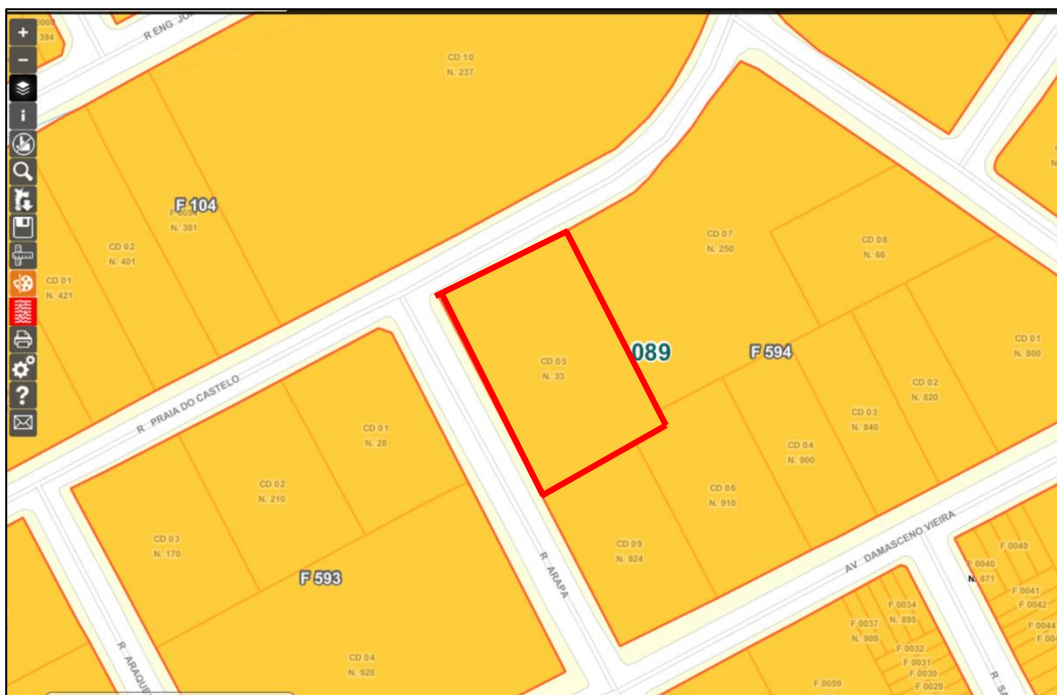 394
R ENG JOR
CD 10
N. 237
F 104
N. 381
CD 02
N. 401
CD 01
N. 421
CD 07
N. 250
CD 08
N. 66
CD 05
N. 33
089
F 594
CD 01
N. 800
CD 02
N. 820
CD 03
N. 840
CD 04
N. 900
CD 06
N. 910
CD 09
N. 924
R PRAIA DO CASTELO
CD 01
N. 28
CD 02
N. 210
CD 03
N. 170
F 593
CD 04
N. 928
R ARAPA
AV DAMASCENO VIEIRA
R ARAQUE
F 0049
F 0040
N. 871
F 0041
F 0042
F 0044
F 0034
N. 895
F 0037
N. 909
F 0032
F 0031
F 0030
F 0029
F 0059
R SA